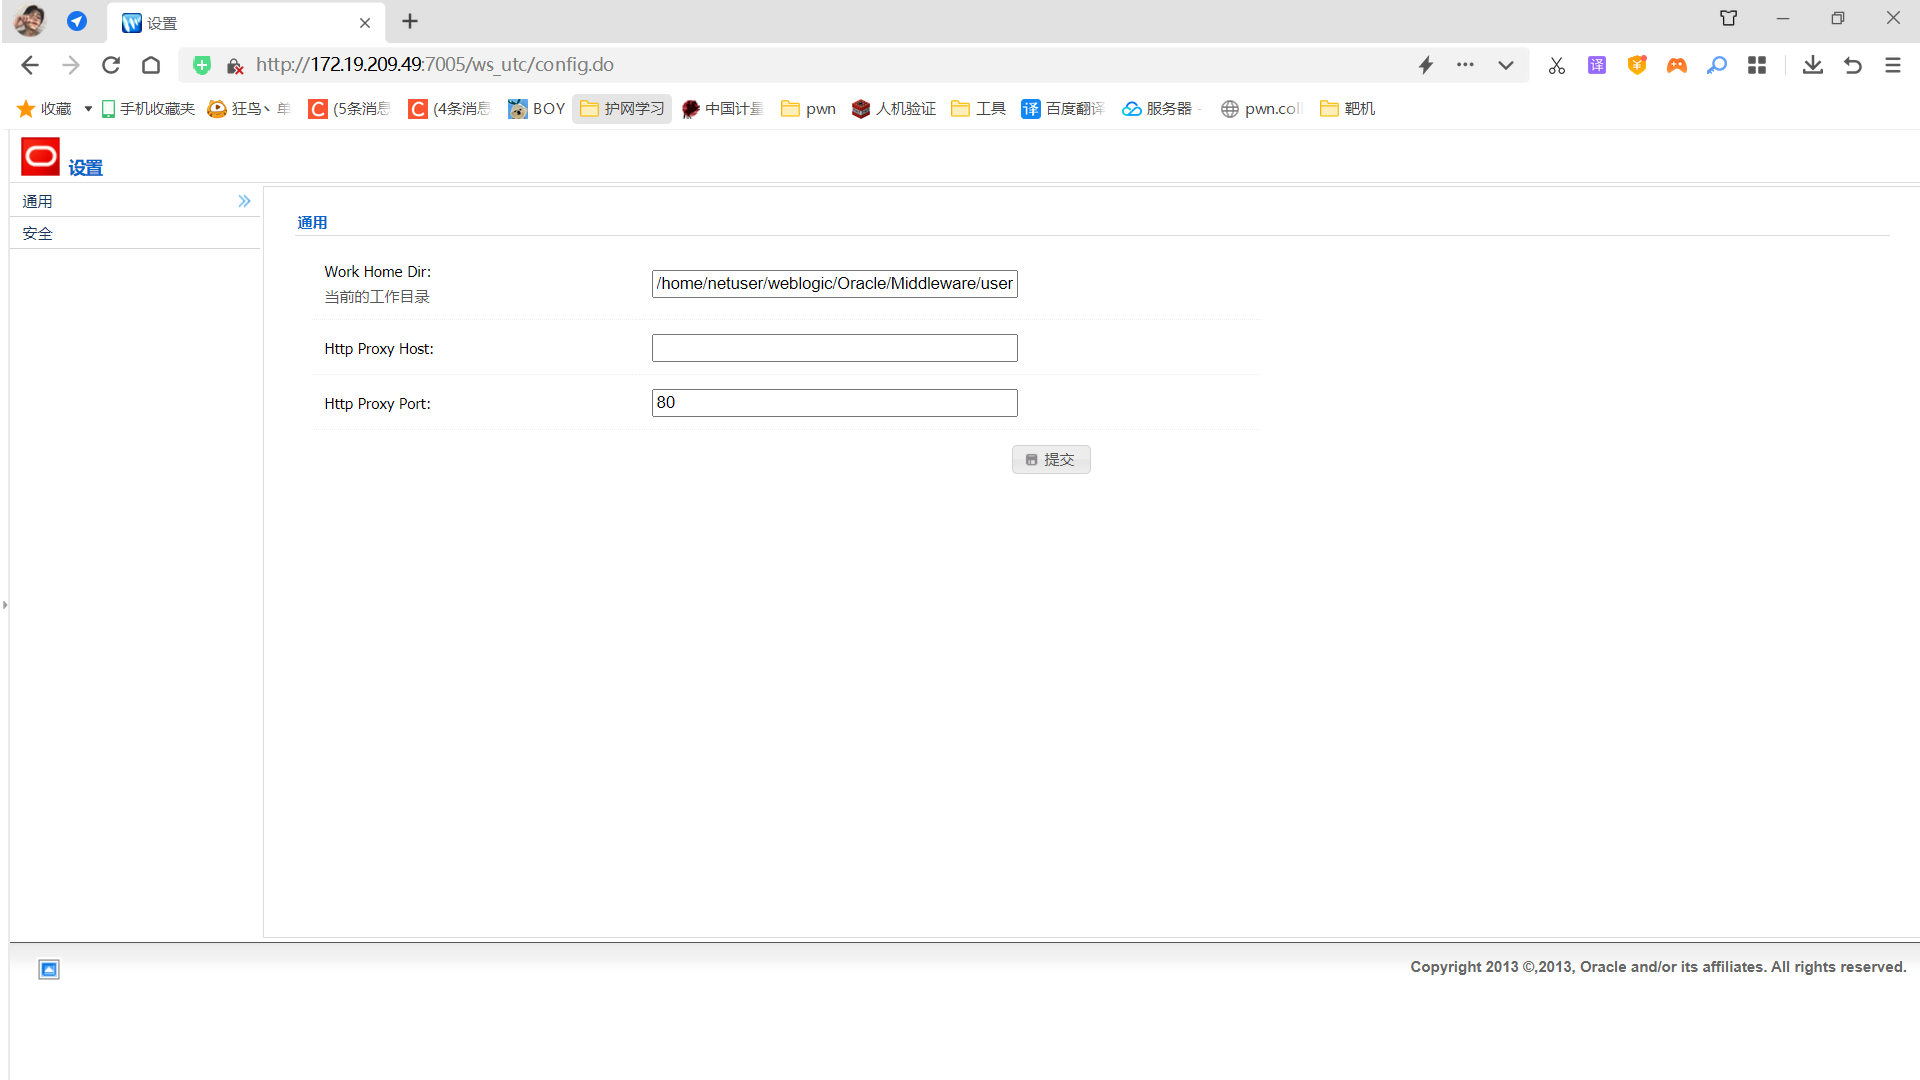 设置
http://172.19.209.49:7005/ws_utc/config.do
译
收藏 手机收藏夹 狂鸟丶 单 C (5条消息 C (4条消息 BOY 护网学习 中国计量 pwn 人机验证 工具 译 百度翻译 服务器 - pwn.coll 靶机
设置
通用
安全
通用
Work Home Dir:
当前的工作目录
/home/netuser/weblogic/Oracle/Middleware/user
Http Proxy Host:
Http Proxy Port:
80
提交
Copyright 2013 ©,2013, Oracle and/or its affiliates. All rights reserved.